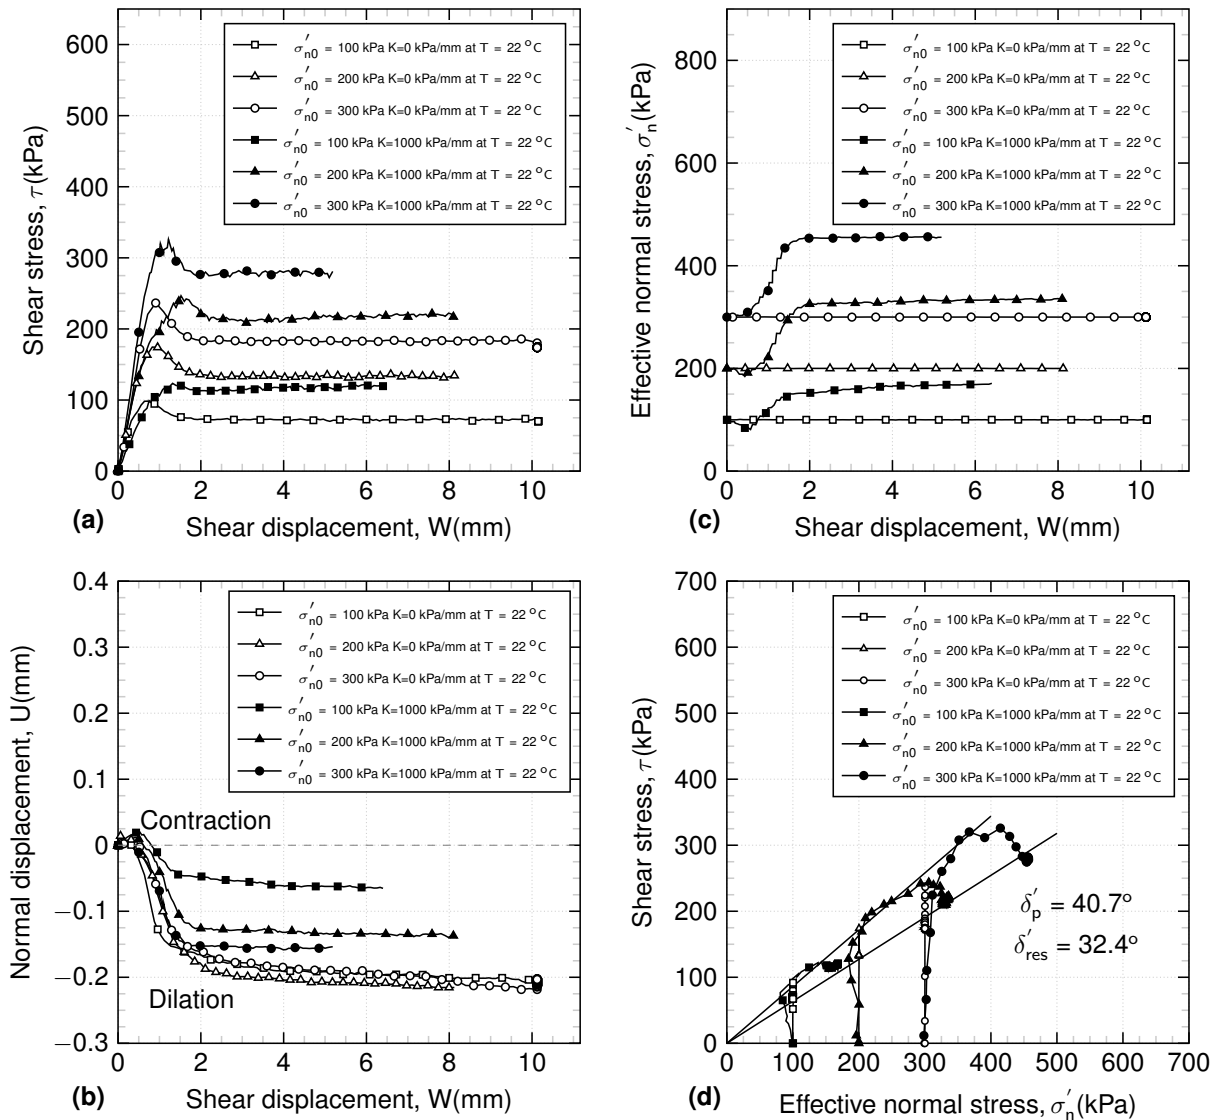 600
500
400
300
200
100
0
0
2
4
6
8
10
Shear stress, τ(kPa)
Shear displacement, W(mm)
(a)
σ′n0 = 100 kPa K=0 kPa/mm at T = 22 °C
σ′n0 = 200 kPa K=0 kPa/mm at T = 22 °C
σ′n0 = 300 kPa K=0 kPa/mm at T = 22 °C
σ′n0 = 100 kPa K=1000 kPa/mm at T = 22 °C
σ′n0 = 200 kPa K=1000 kPa/mm at T = 22 °C
σ′n0 = 300 kPa K=1000 kPa/mm at T = 22 °C
800
600
400
200
0
0
2
4
6
8
10
Effective normal stress, σ′n(kPa)
Shear displacement, W(mm)
(c)
σ′n0 = 100 kPa K=0 kPa/mm at T = 22 °C
σ′n0 = 200 kPa K=0 kPa/mm at T = 22 °C
σ′n0 = 300 kPa K=0 kPa/mm at T = 22 °C
σ′n0 = 100 kPa K=1000 kPa/mm at T = 22 °C
σ′n0 = 200 kPa K=1000 kPa/mm at T = 22 °C
σ′n0 = 300 kPa K=1000 kPa/mm at T = 22 °C
0.4
0.3
0.2
0.1
0
−0.1
−0.2
−0.3
0
2
4
6
8
10
Normal displacement, U(mm)
Shear displacement, W(mm)
(b)
σ′n0 = 100 kPa K=0 kPa/mm at T = 22 °C
σ′n0 = 200 kPa K=0 kPa/mm at T = 22 °C
σ′n0 = 300 kPa K=0 kPa/mm at T = 22 °C
σ′n0 = 100 kPa K=1000 kPa/mm at T = 22 °C
σ′n0 = 200 kPa K=1000 kPa/mm at T = 22 °C
σ′n0 = 300 kPa K=1000 kPa/mm at T = 22 °C
Contraction
Dilation
700
600
500
400
300
200
100
0
0
100
200
300
400
500
600
700
Shear stress, τ(kPa)
Effective normal stress, σ′n(kPa)
(d)
σ′n0 = 100 kPa K=0 kPa/mm at T = 22 °C
σ′n0 = 200 kPa K=0 kPa/mm at T = 22 °C
σ′n0 = 300 kPa K=0 kPa/mm at T = 22 °C
σ′n0 = 100 kPa K=1000 kPa/mm at T = 22 °C
σ′n0 = 200 kPa K=1000 kPa/mm at T = 22 °C
σ′n0 = 300 kPa K=1000 kPa/mm at T = 22 °C
δ′p = 40.7°
δ′res = 32.4°